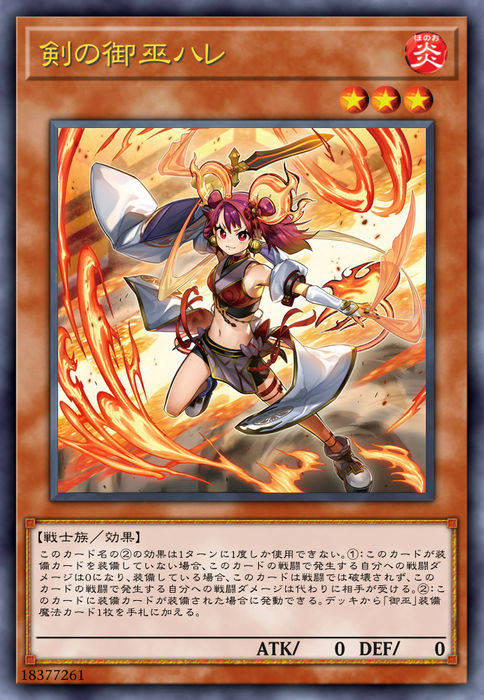 剣の御巫ハレ
ほのお
炎
【戦士族／効果】
このカード名の②の効果は1ターンに1度しか使用できない。①：このカードが装
備カードを装備していない場合、このカードの戦闘で発生する自分への戦闘ダ
メージは0になり、装備している場合、このカードは戦闘では破壊されず、この
カードの戦闘で発生する自分への戦闘ダメージは代わりに相手が受ける。②：こ
のカードに装備カードが装備された場合に発動できる。デッキから「御巫」装備
魔法カード1枚を手札に加える。
ATK/ 0 DEF/ 0
18377261